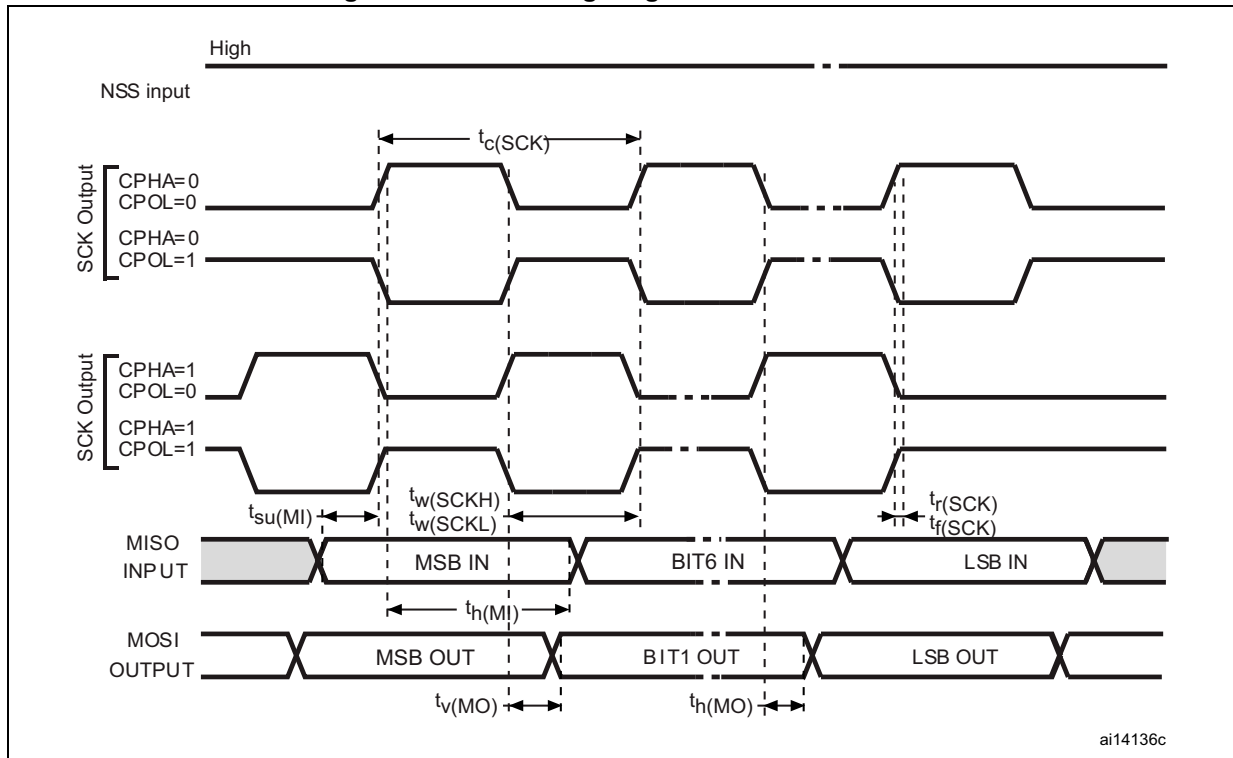 High
NSS input
tc(SCK)
SCK Output
CPHA=0
CPOL=0
CPHA=0
CPOL=1
SCK Output
CPHA=1
CPOL=0
CPHA=1
CPOL=1
tsu(MI)
tw(SCKH)
tw(SCKL)
tr(SCK)
tf(SCK)
MISO
INPUT
MSB IN
BIT6 IN
LSB IN
th(MI)
MOSI
OUTPUT
MSB OUT
BIT1 OUT
LSB OUT
tv(MO)
th(MO)
ai14136c